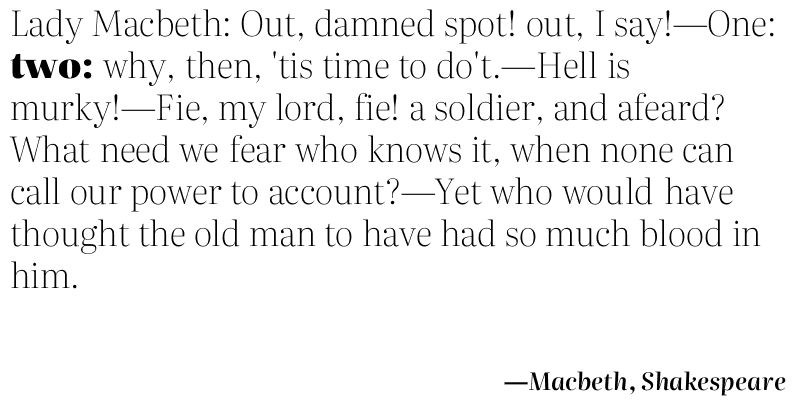 Lady Macbeth: Out, damned spot! out, I say!—One:
two: why, then, 'tis time to do't.—Hell is
murky!—Fie, my lord, fie! a soldier, and afeard?
What need we fear who knows it, when none can
call our power to account?—Yet who would have
thought the old man to have had so much blood in
him.
—Macbeth, Shakespeare